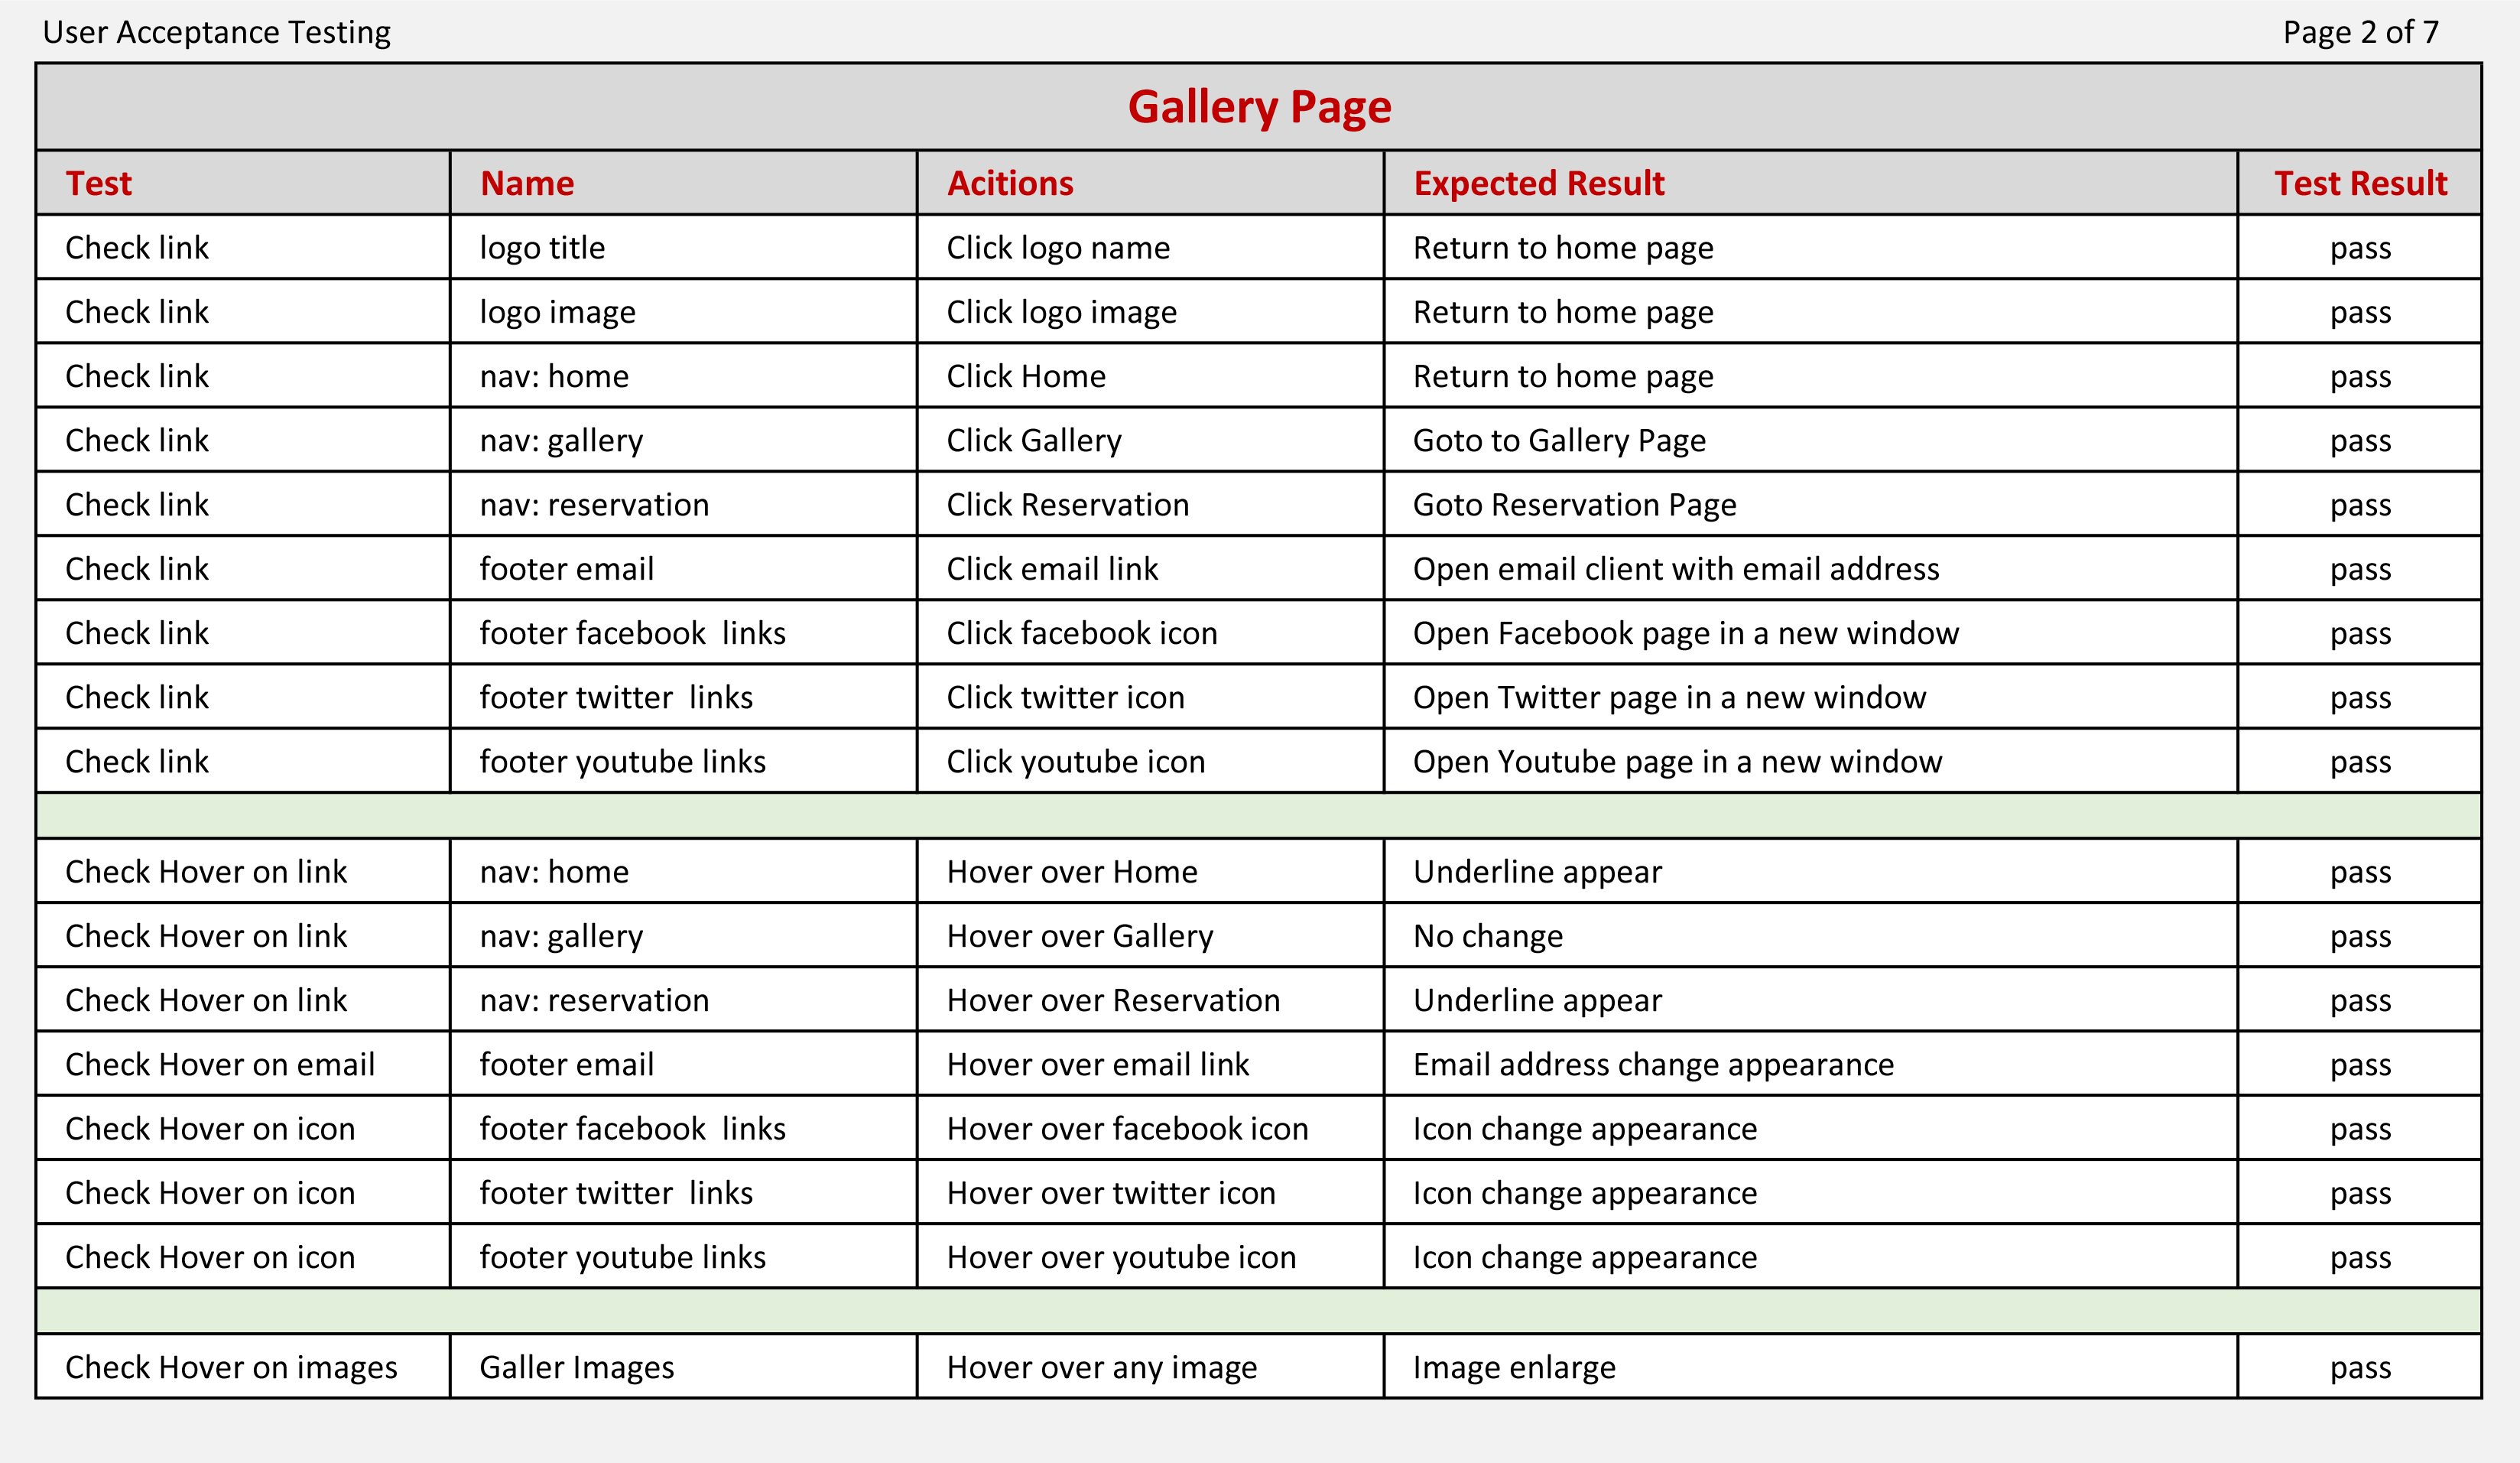 User Acceptance Testing Page 2 of 7
Gallery Page
Test Name Acitions Expected Result Test Result
Check link logo title Click logo name Return to home page pass
Check link logo image Click logo image Return to home page pass
Check link nav: home Click Home Return to home page pass
Check link nav: gallery Click Gallery Goto to Gallery Page pass
Check link nav: reservation Click Reservation Goto Reservation Page pass
Check link footer email Click email link Open email client with email address pass
Check link footer facebook  links Click facebook icon Open Facebook page in a new window pass
Check link footer twitter  links Click twitter icon Open Twitter page in a new window pass
Check link footer youtube links Click youtube icon Open Youtube page in a new window pass
Check Hover on link nav: home Hover over Home Underline appear pass
Check Hover on link nav: gallery Hover over Gallery No change pass
Check Hover on link nav: reservation Hover over Reservation Underline appear pass
Check Hover on email footer email Hover over email link Email address change appearance pass
Check Hover on icon footer facebook  links Hover over facebook icon Icon change appearance pass
Check Hover on icon footer twitter  links Hover over twitter icon Icon change appearance pass
Check Hover on icon footer youtube links Hover over youtube icon Icon change appearance pass
Check Hover on images Galler Images Hover over any image Image enlarge pass